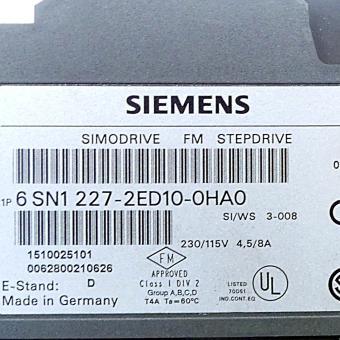 SIEMENS
SIMODRIVE FM STEPDRIVE
1P 6 SN1 227-2ED10-0HA0
SI/WS 3-008
230/115V 4,5/8A
1510025101
0062800210626
E-Stand: D
Made in Germany
FM
APPROVED
Class I DIV 2
Group A,B,C,D
T4A Ta=60°C
LISTED
70051
IND.CONT.EQ
UL